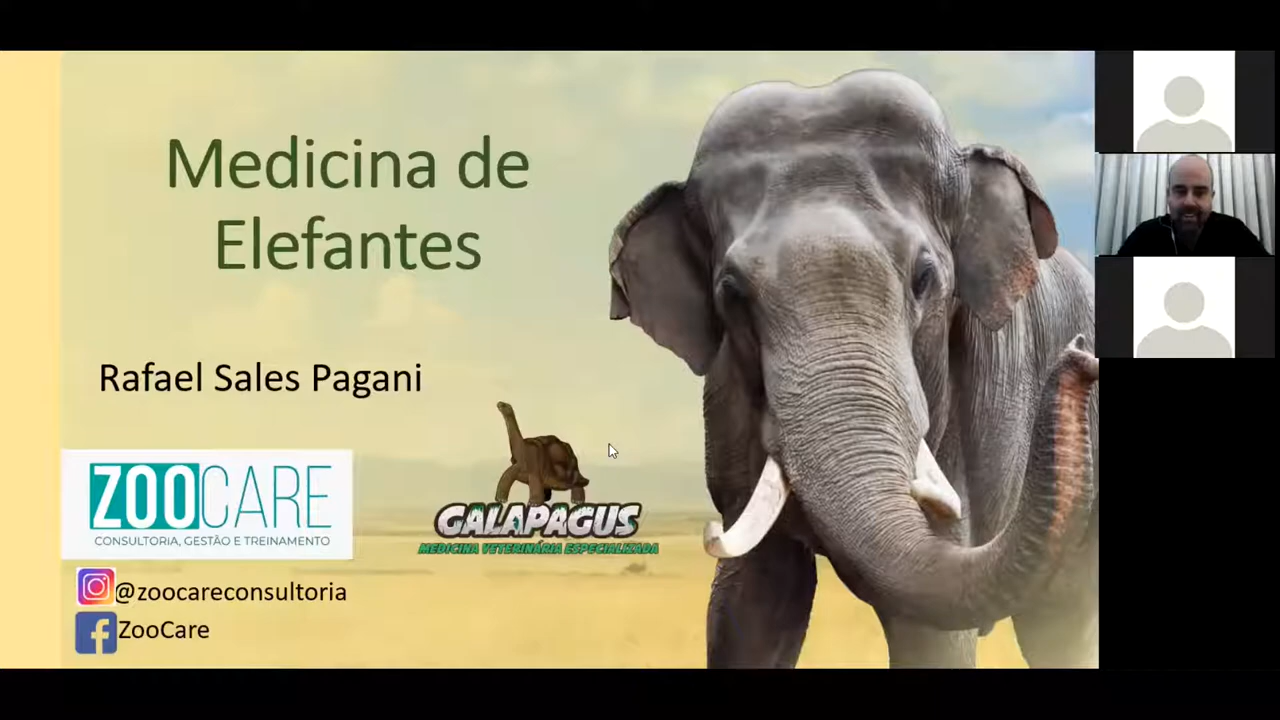 Medicina de
Elefantes
Rafael Sales Pagani
ZOOCARE
CONSULTORIA, GESTÃO E TREINAMENTO
GALAPAGUS
MEDICINA VETERINÁRIA ESPECIALIZADA
@zoocareconsultoria
ZooCare